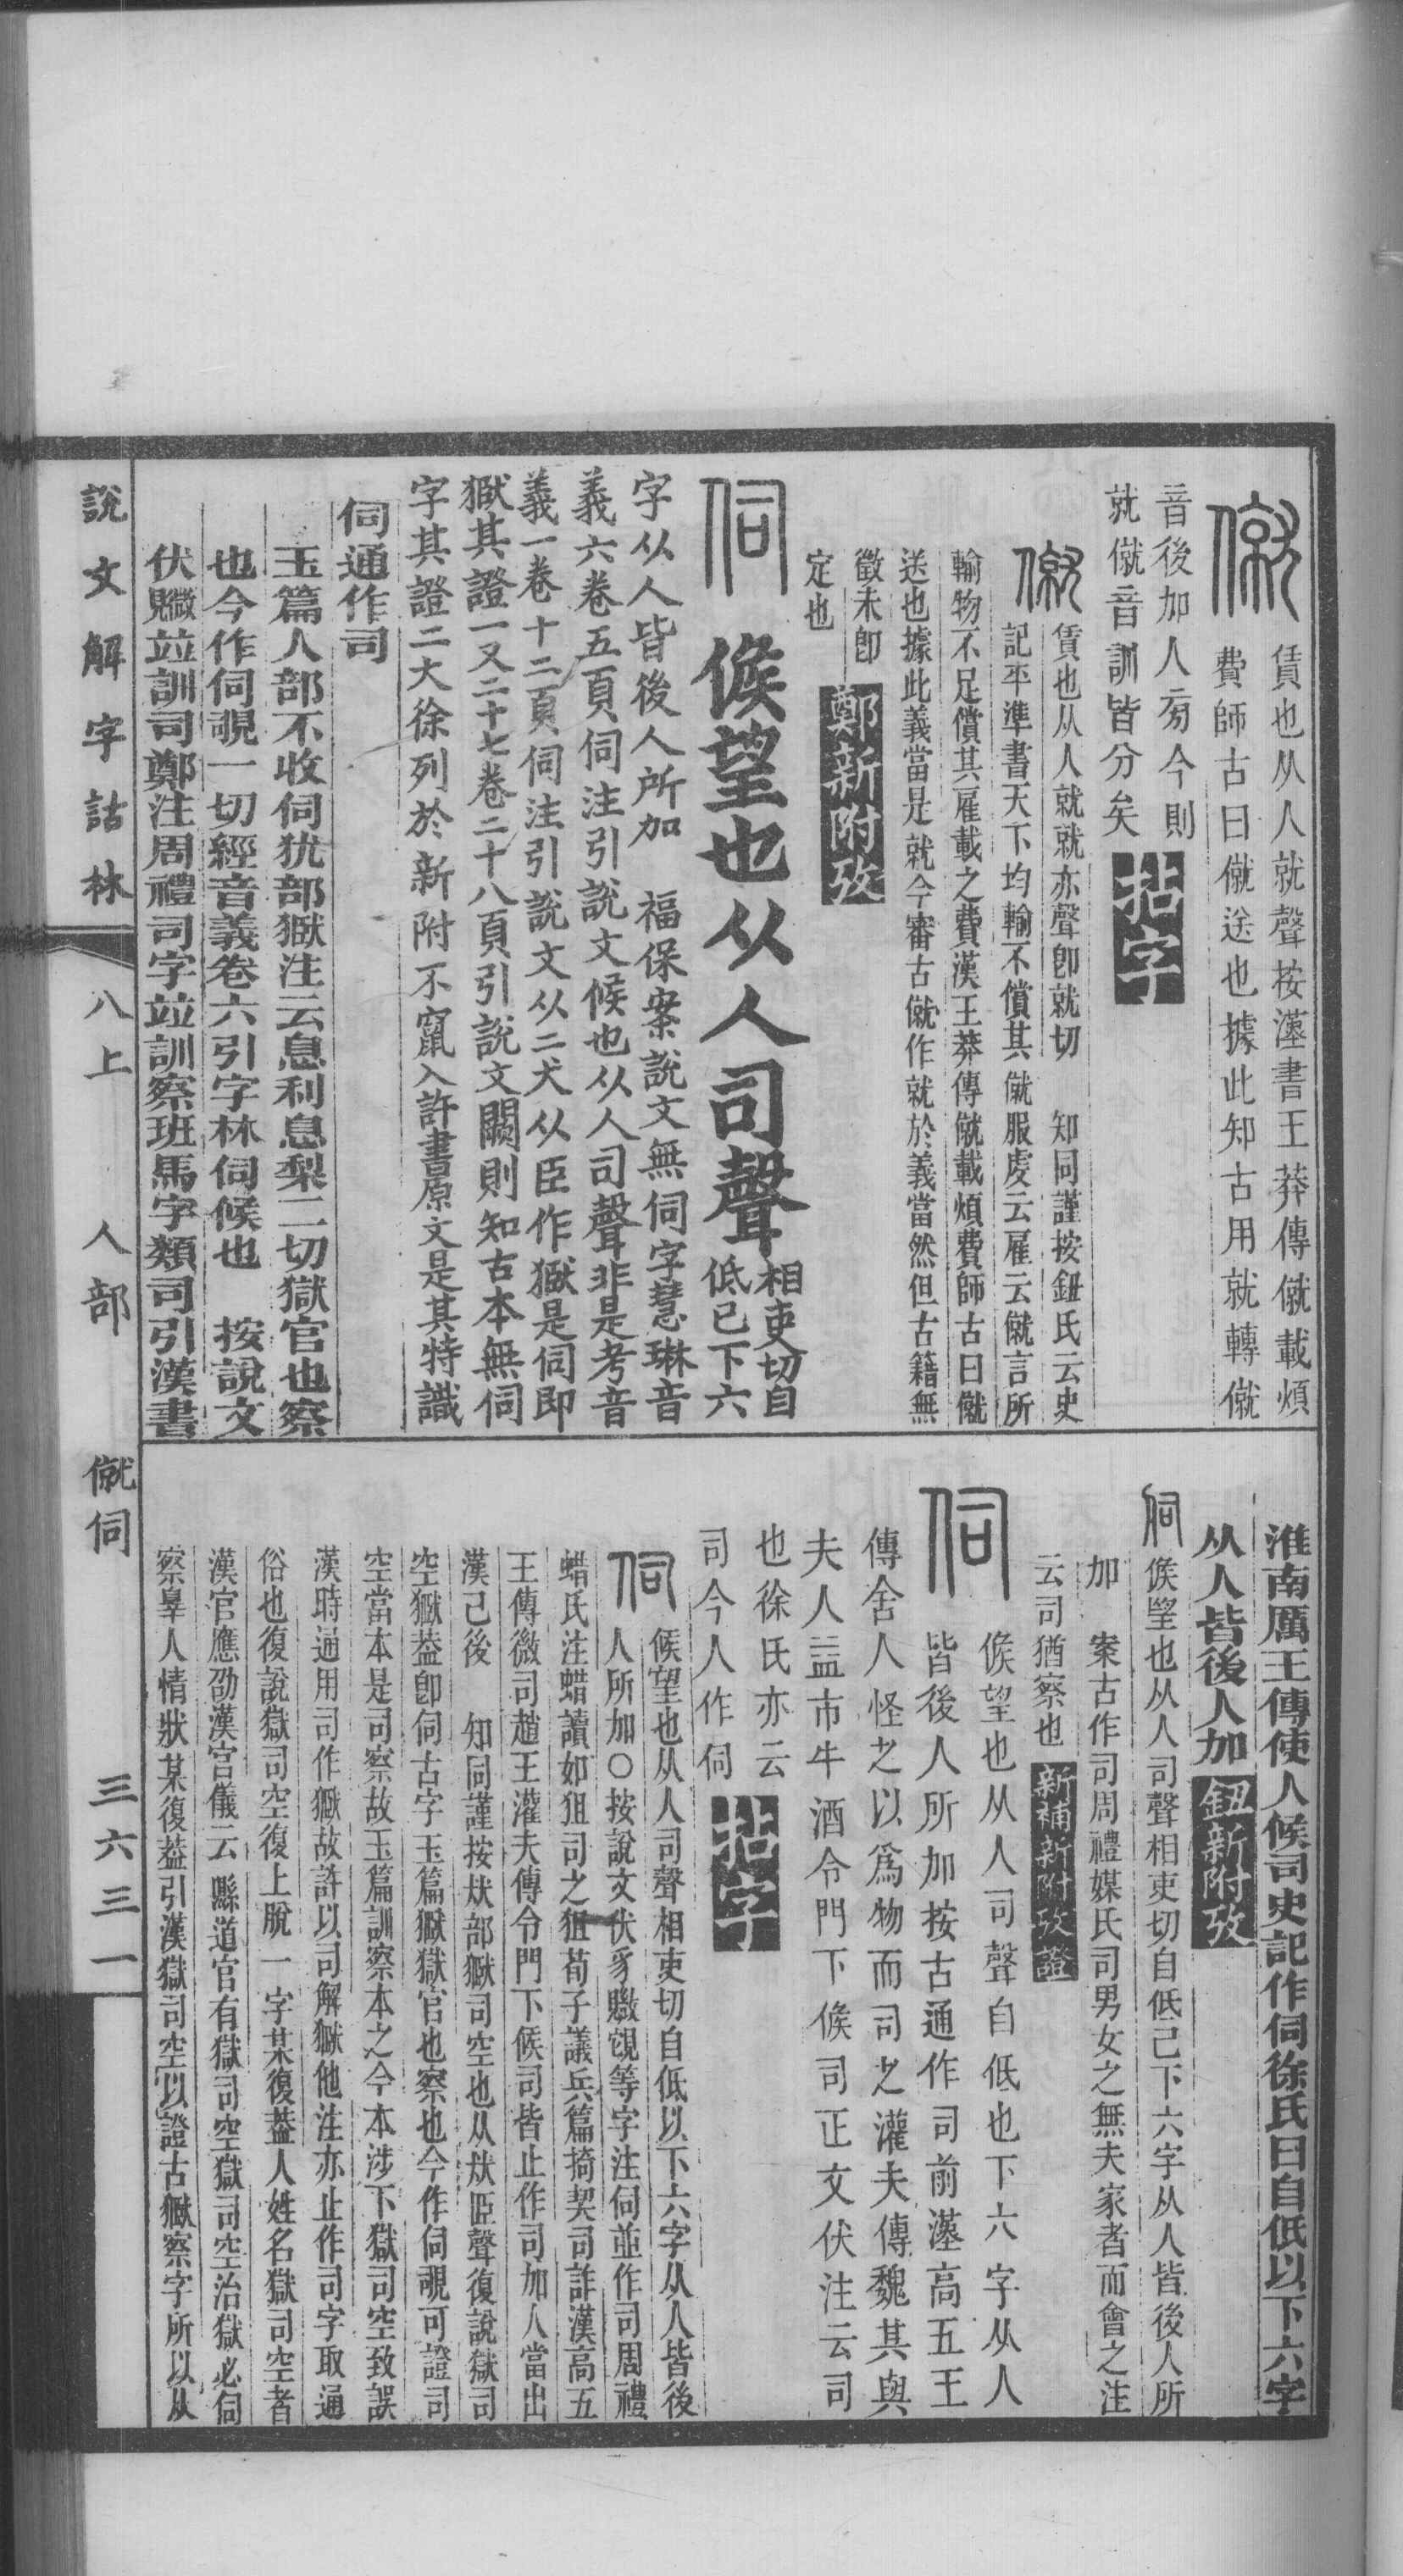 僦 賃也从人就聲按漢書王莽傳僦載煩
費師古曰僦送也據此知古用就轉僦
音後加人旁今則
就僦音訓皆分矣 拈字
僦 賃也从人就就亦聲卽就切 知同謹按鈕氏云史
記平準書天下均輸不償其僦服虔云雇云僦言所
輸物不足償其雇載之費漢王莽傳僦載煩費師古曰僦
送也據此義當是就今審古僦作就於義當然但古籍無
徵未卽
定也 鄭新附攷
伺 候望也从人司聲 相吏切自
低已下六
字从人皆後人所加 福保案說文無伺字慧琳音
義六卷五頁伺注引說文候也从人司聲非是考音
義一卷十二頁伺注引說文从二犬从臣作㺇是伺即
㺇其證一又二十七卷二十八頁引說文闕則知古本無伺
字其證二大徐列於新附不竄入許書原文是其特識
伺通作司
玉篇人部不收伺犾部㺇注云息利息梨二切獄官也察
也今作伺覗一切經音義卷六引字林伺候也 按說文
伏覹竝訓司鄭注周禮司字竝訓察班馬字類司引漢書
淮南厲王傳使人候司史記作伺徐氏曰自低以下六字
从人皆後人加 鈕新附攷
伺 候望也从人司聲相吏切自低己下六字从人皆後人所
加 案古作司周禮媒氏司男女之無夫家者而會之注
云司猶察也 新補新附攷證
伺 候望也从人司聲自低也下六字从人
皆後人所加按古通作司前漢高五王
傳舍人怪之以爲物而司之灌夫傳魏其與
夫人益市牛酒令門下候司正文伏注云司
也徐氏亦云
司今人作伺 拈字
伺 候望也从人司聲相吏切自低以下六字从人皆後
人所加○按說文伏豸覹覕等字注伺並作司周禮
蜡氏注蜡讀如狙司之狙荀子議兵篇掎契司詐漢高五
王傳微司趙王灌夫傳令門下候司皆止作司加人當出
漢己後 知同謹按犾部㺇司空也从犾𦣞聲復說獄司
空㺇葢卽伺古字玉篇㺇獄官也察也今作伺覗可證司
空當本是司察故玉篇訓察本之今本涉下獄司空致誤
漢時通用司作㺇故許以司解㺇他注亦止作司字取通
俗也復說獄司空復上脫一字某復葢人姓名獄司空者
漢官應劭漢宮儀云縣道官有獄司空獄司空治獄必伺
察辠人情狀某復葢引漢獄司空以證古㺇察字所以从
說文解字詁林 八上 人部 僦伺 三六三一